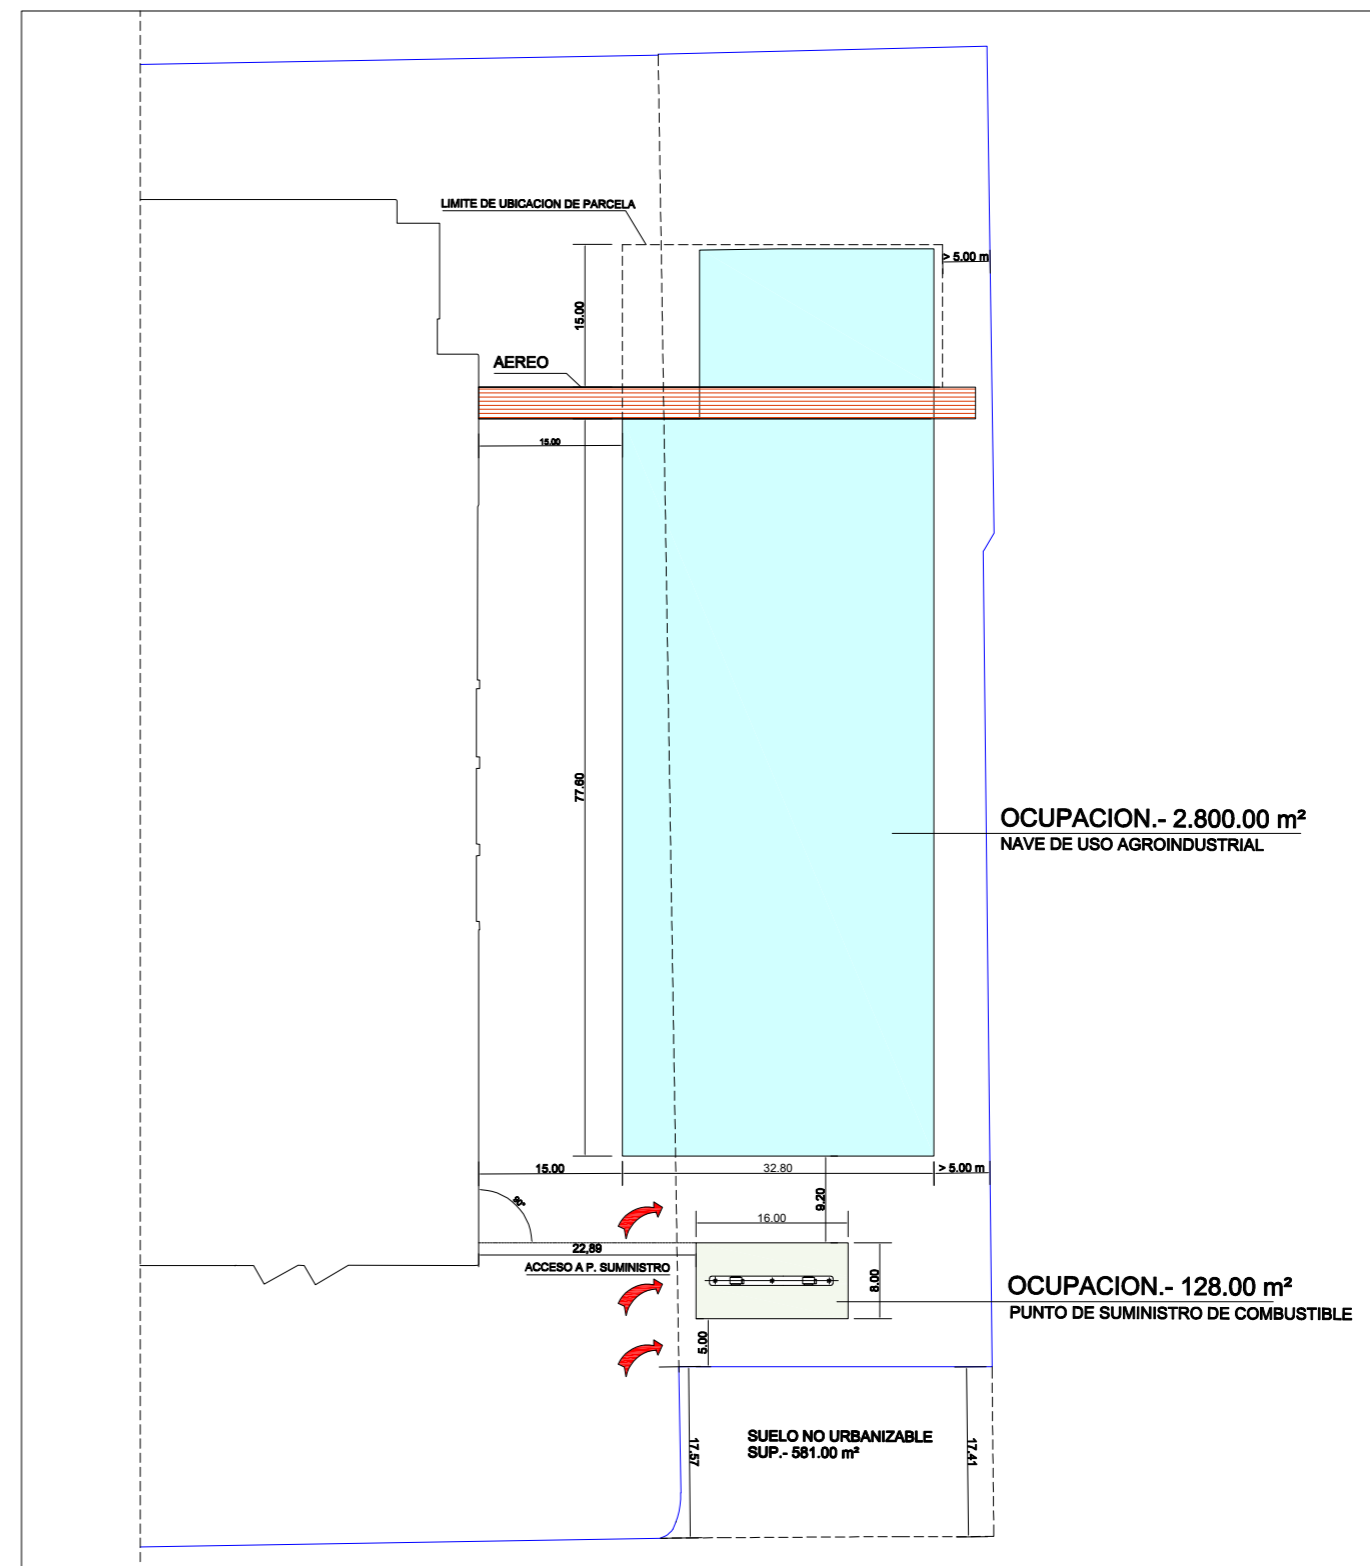 LIMITE DE UBICACION DE PARCELA
> 5.00 m
15.00
AEREO
15.00
77.60
OCUPACION.- 2.800.00 m²
NAVE DE USO AGROINDUSTRIAL
15.00
32.80
> 5.00 m
9.20
90°
16.00
22,89
ACCESO A P. SUMINISTRO
8.00
OCUPACION.- 128.00 m²
PUNTO DE SUMINISTRO DE COMBUSTIBLE
5.00
17.57
SUELO NO URBANIZABLE
SUP.- 581.00 m²
17.41